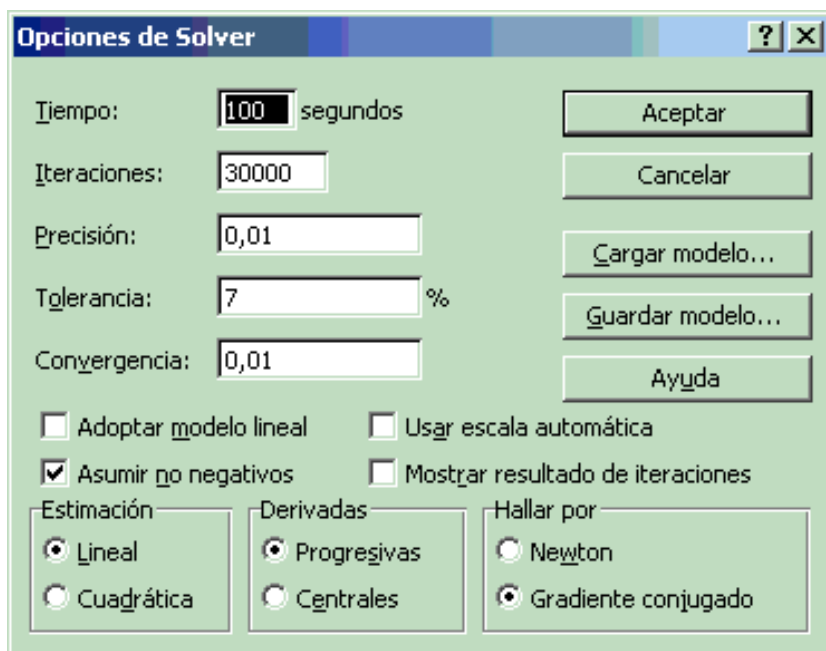 Opciones de Solver
? X
Tiempo: 100 segundos
Aceptar
Iteraciones: 30000
Cancelar
Precisión: 0,01
Cargar modelo...
Tolerancia: 7 %
Guardar modelo...
Convergencia: 0,01
Ayuda
Adoptar modelo lineal
Usar escala automática
Asumir no negativos
Mostrar resultado de iteraciones
Estimación
Lineal
Cuadrática
Derivadas
Progresivas
Centrales
Hallar por
Newton
Gradiente conjugado